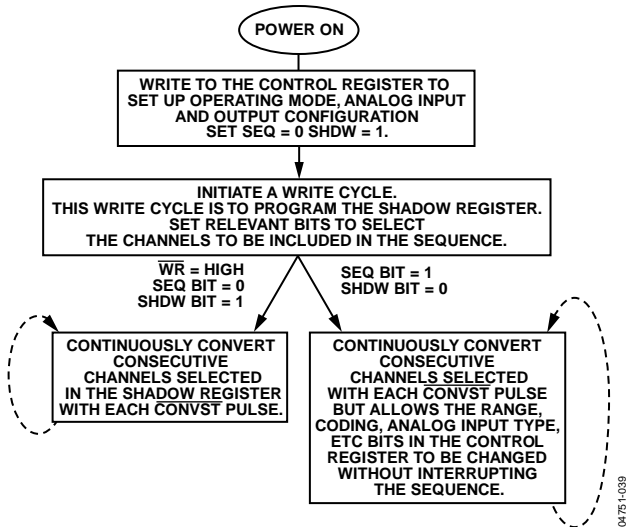 POWER ON
WRITE TO THE CONTROL REGISTER TO
SET UP OPERATING MODE, ANALOG INPUT
AND OUTPUT CONFIGURATION
SET SEQ = 0 SHDW = 1.
INITIATE A WRITE CYCLE.
THIS WRITE CYCLE IS TO PROGRAM THE SHADOW REGISTER.
SET RELEVANT BITS TO SELECT
THE CHANNELS TO BE INCLUDED IN THE SEQUENCE.
W̅R̅ = HIGH
SEQ BIT = 0
SHDW BIT = 1
SEQ BIT = 1
SHDW BIT = 0
CONTINUOUSLY CONVERT
CONSECUTIVE
CHANNELS SELECTED
IN THE SHADOW REGISTER
WITH EACH C̅O̅N̅V̅S̅T̅ PULSE.
CONTINUOUSLY CONVERT
CONSECUTIVE
CHANNELS SELECTED
WITH EACH C̅O̅N̅V̅S̅T̅ PULSE
BUT ALLOWS THE RANGE,
CODING, ANALOG INPUT TYPE,
ETC BITS IN THE CONTROL
REGISTER TO BE CHANGED
WITHOUT INTERRUPTING
THE SEQUENCE.
04751-039